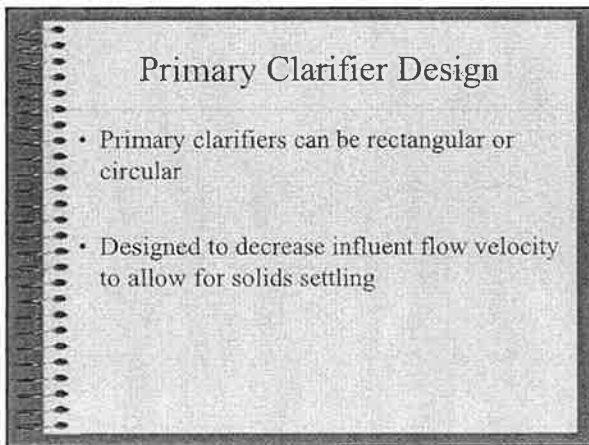 Primary Clarifier Design
• Primary clarifiers can be rectangular or
circular
• Designed to decrease influent flow velocity
to allow for solids settling